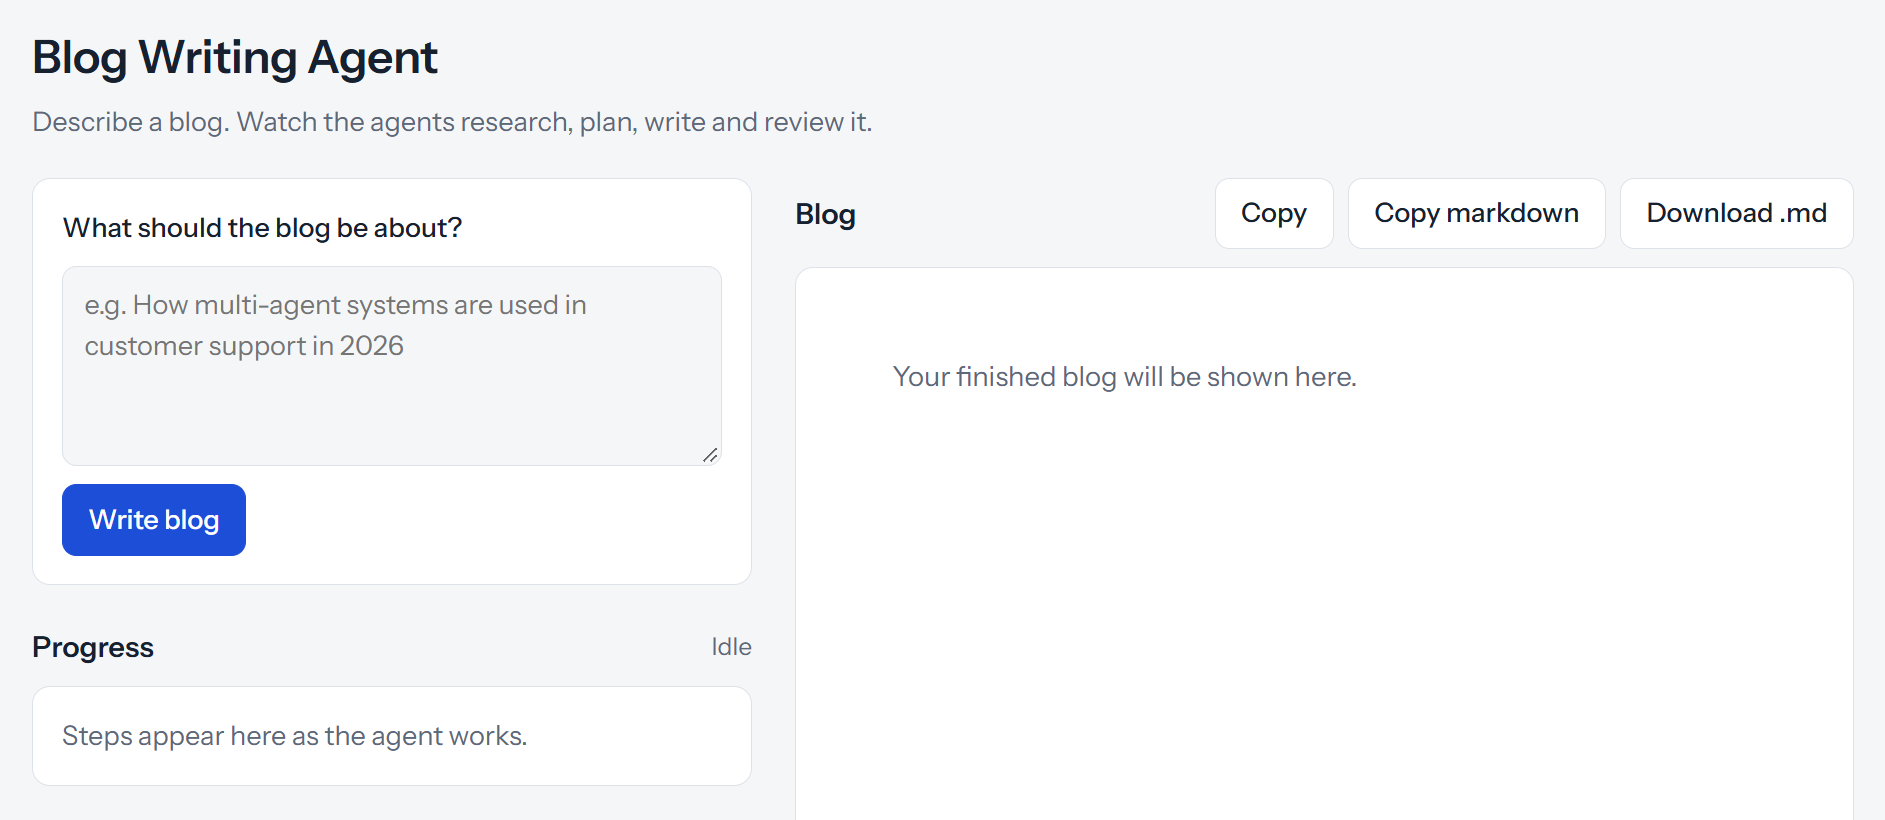 Blog Writing Agent
Describe a blog. Watch the agents research, plan, write and review it.
What should the blog be about?
e.g. How multi-agent systems are used in
customer support in 2026
Write blog
Progress
Idle
Steps appear here as the agent works.
Blog
Copy
Copy markdown
Download .md
Your finished blog will be shown here.